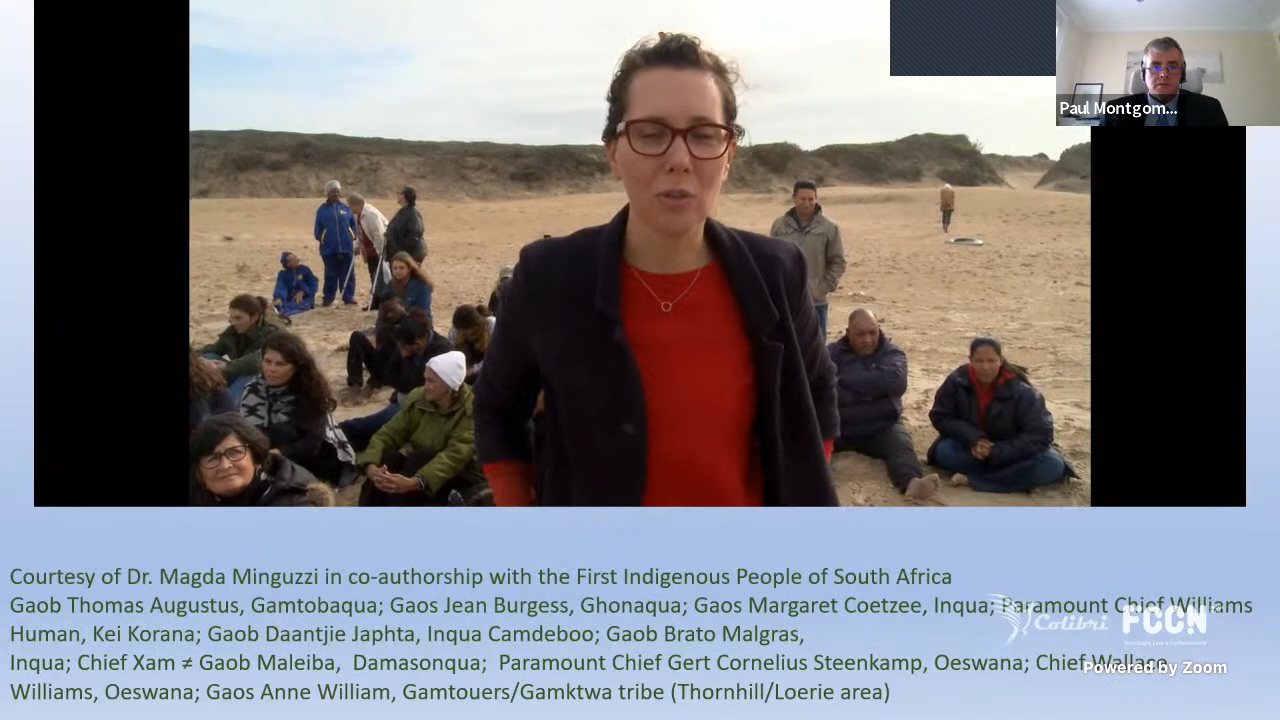 Paul Montgom...
Courtesy of Dr. Magda Minguzzi in co-authorship with the First Indigenous People of South Africa
Gaob Thomas Augustus, Gamtobaqua; Gaos Jean Burgess, Ghonaqua; Gaos Margaret Coetzee, Inqua; Paramount Chief Williams
Human, Kei Korana; Gaob Daantjie Japhta, Inqua Camdeboo; Gaob Brato Malgras,
Colibri FCCN
Inqua; Chief Xam ≠ Gaob Maleiba, Damasonqua; Paramount Chief Gert Cornelius Steenkamp, Oeswana; Chief Wallace
Powered by Zoom
Williams, Oeswana; Gaos Anne William, Gamtouers/Gamktwa tribe (Thornhill/Loerie area)